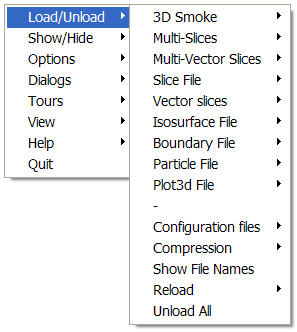 Load/Unload
Show/Hide
Options
Dialogs
Tours
View
Help
Quit
3D Smoke
Multi-Slices
Multi-Vector Slices
Slice File
Vector slices
Isosurface File
Boundary File
Particle File
Plot3d File
-
Configuration files
Compression
Show File Names
Reload
Unload All